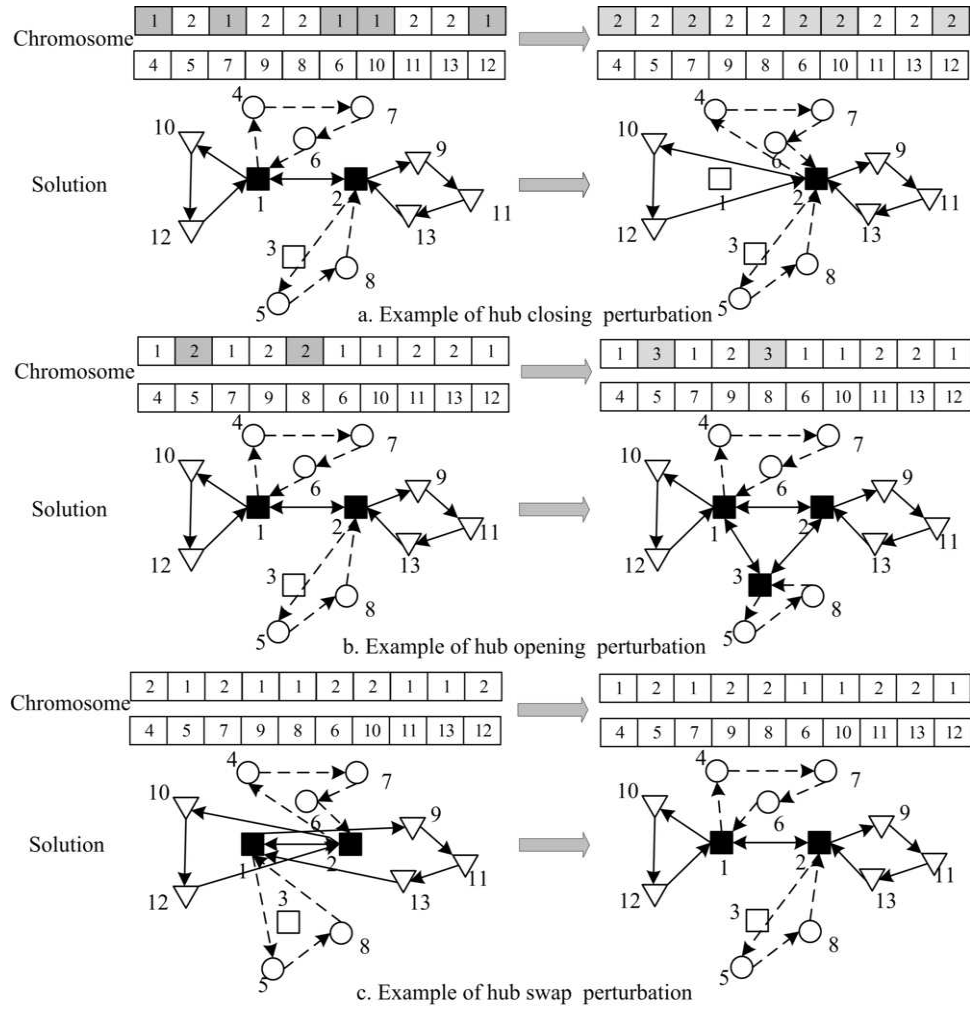 1 2 1 2 2 1 1 2 2 1 2 2 2 2 2 2 2 2 2 2
Chromosome
4 5 7 9 8 6 10 11 13 12 4 5 7 9 8 6 10 11 13 12
4 7 4 7
10 6 9 10 6 9
Solution
1 2 11 1 2 11
12 3 13 12 3 13
5 8 5 8
a. Example of hub closing perturbation
1 2 1 2 2 1 1 2 2 1 1 3 1 2 3 1 1 2 2 1
Chromosome
4 5 7 9 8 6 10 11 13 12 4 5 7 9 8 6 10 11 13 12
4 7 4 7
10 6 9 10 6 9
Solution
1 2 11 1 2 11
12 3 13 12 3 13
5 8 5 8
b. Example of hub opening perturbation
2 1 2 1 1 2 2 1 1 2 1 2 1 2 2 1 1 2 2 1
Chromosome
4 5 7 9 8 6 10 11 13 12 4 5 7 9 8 6 10 11 13 12
4 7 4 7
10 6 9 10 6 9
Solution
1 2 11 1 2 11
12 3 13 12 3 13
5 8 5 8
c. Example of hub swap perturbation